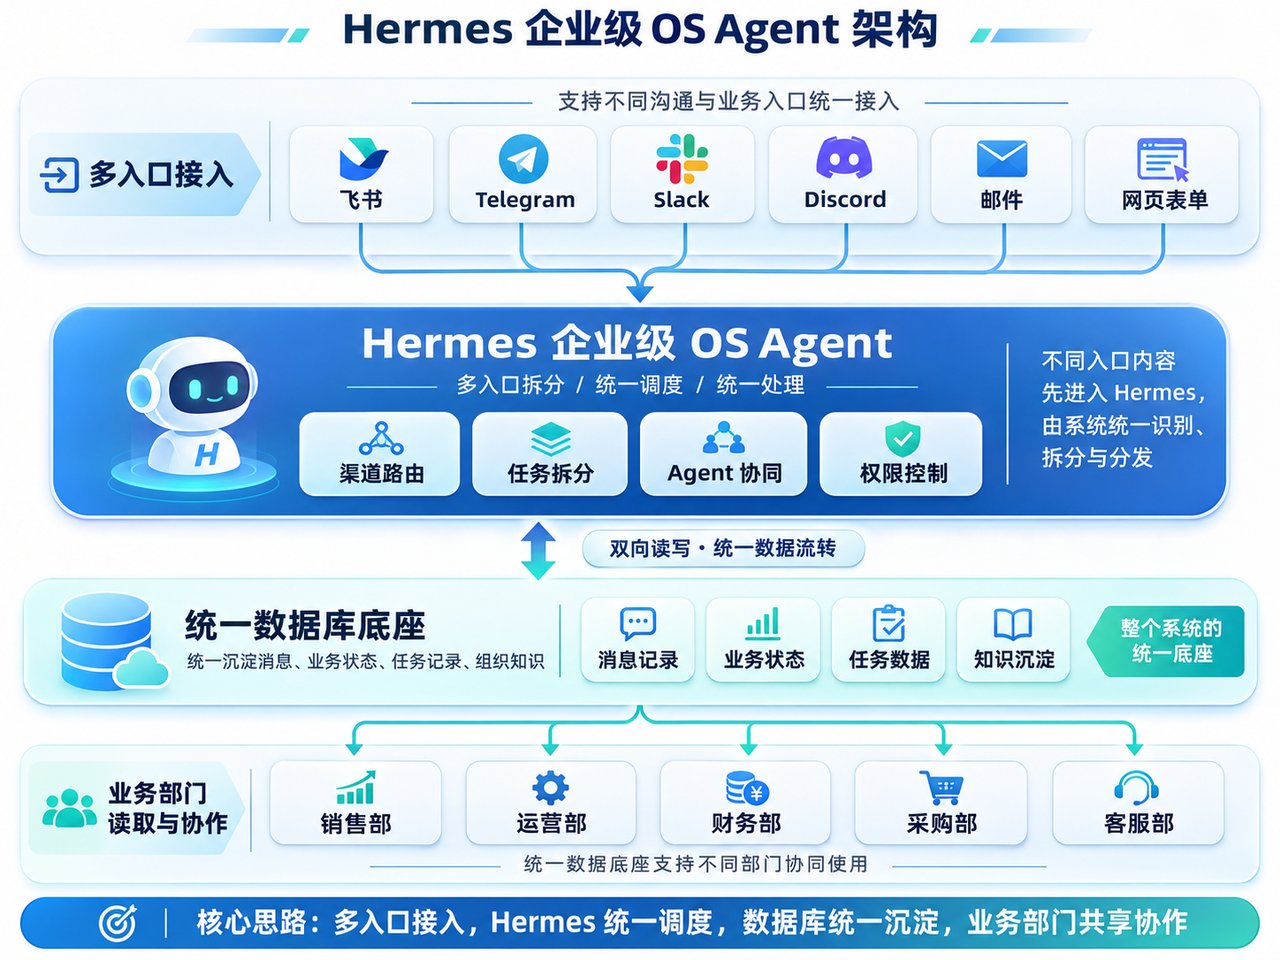 Hermes 企业级 OS Agent 架构
支持不同沟通与业务入口统一接入
多入口接入
飞书
Telegram
Slack
Discord
邮件
网页表单
Hermes 企业级 OS Agent
多入口拆分 / 统一调度 / 统一处理
H
渠道路由
任务拆分
Agent 协同
权限控制
不同入口内容
先进入 Hermes，
由系统统一识别、
拆分与分发
双向读写 · 统一数据流转
统一数据库底座
统一沉淀消息、业务状态、任务记录、组织知识
消息记录
业务状态
任务数据
知识沉淀
整个系统的
统一底座
业务部门
读取与协作
销售部
运营部
¥
财务部
采购部
客服部
统一数据底座支持不同部门协同使用
核心思路：多入口接入，Hermes 统一调度，数据库统一沉淀，业务部门共享协作